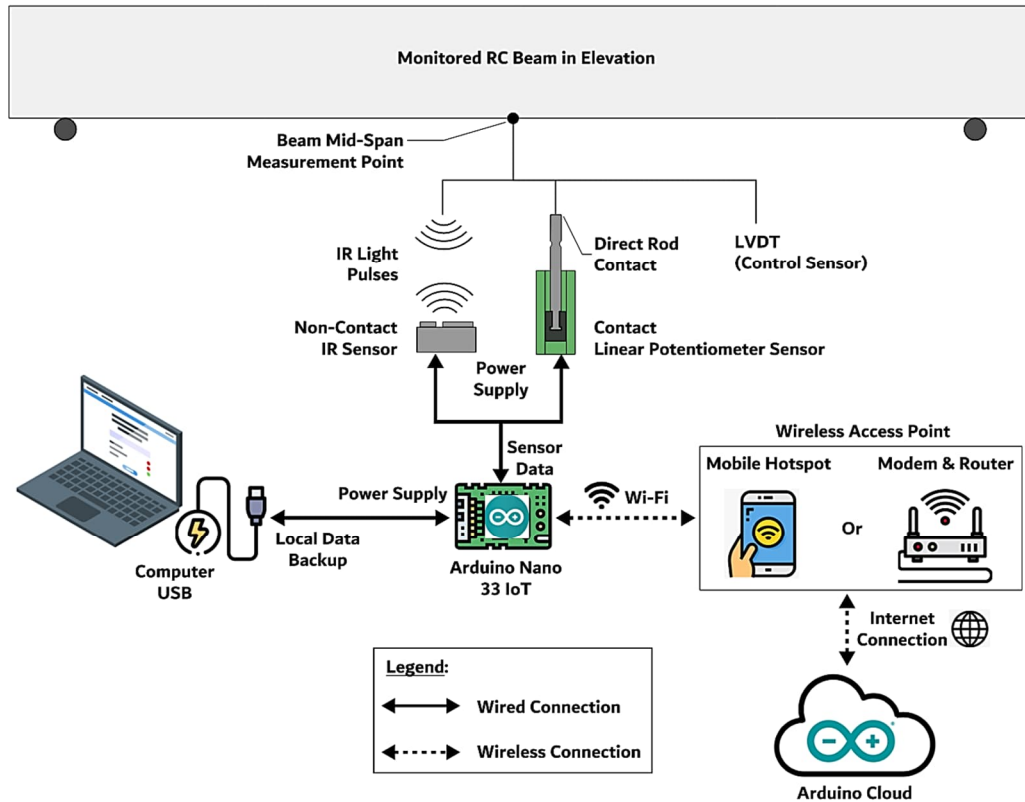 Monitored RC Beam in Elevation
Beam Mid-Span
Measurement Point
IR Light
Pulses
Direct Rod
Contact
LVDT
(Control Sensor)
Non-Contact
IR Sensor
Contact
Linear Potentiometer Sensor
Power
Supply
Sensor
Data
Wireless Access Point
Mobile Hotspot
Modem & Router
Or
Power Supply
Wi-Fi
Local Data
Backup
Computer
USB
Arduino Nano
33 IoT
Internet
Connection
Legend:
Wired Connection
Wireless Connection
Arduino Cloud